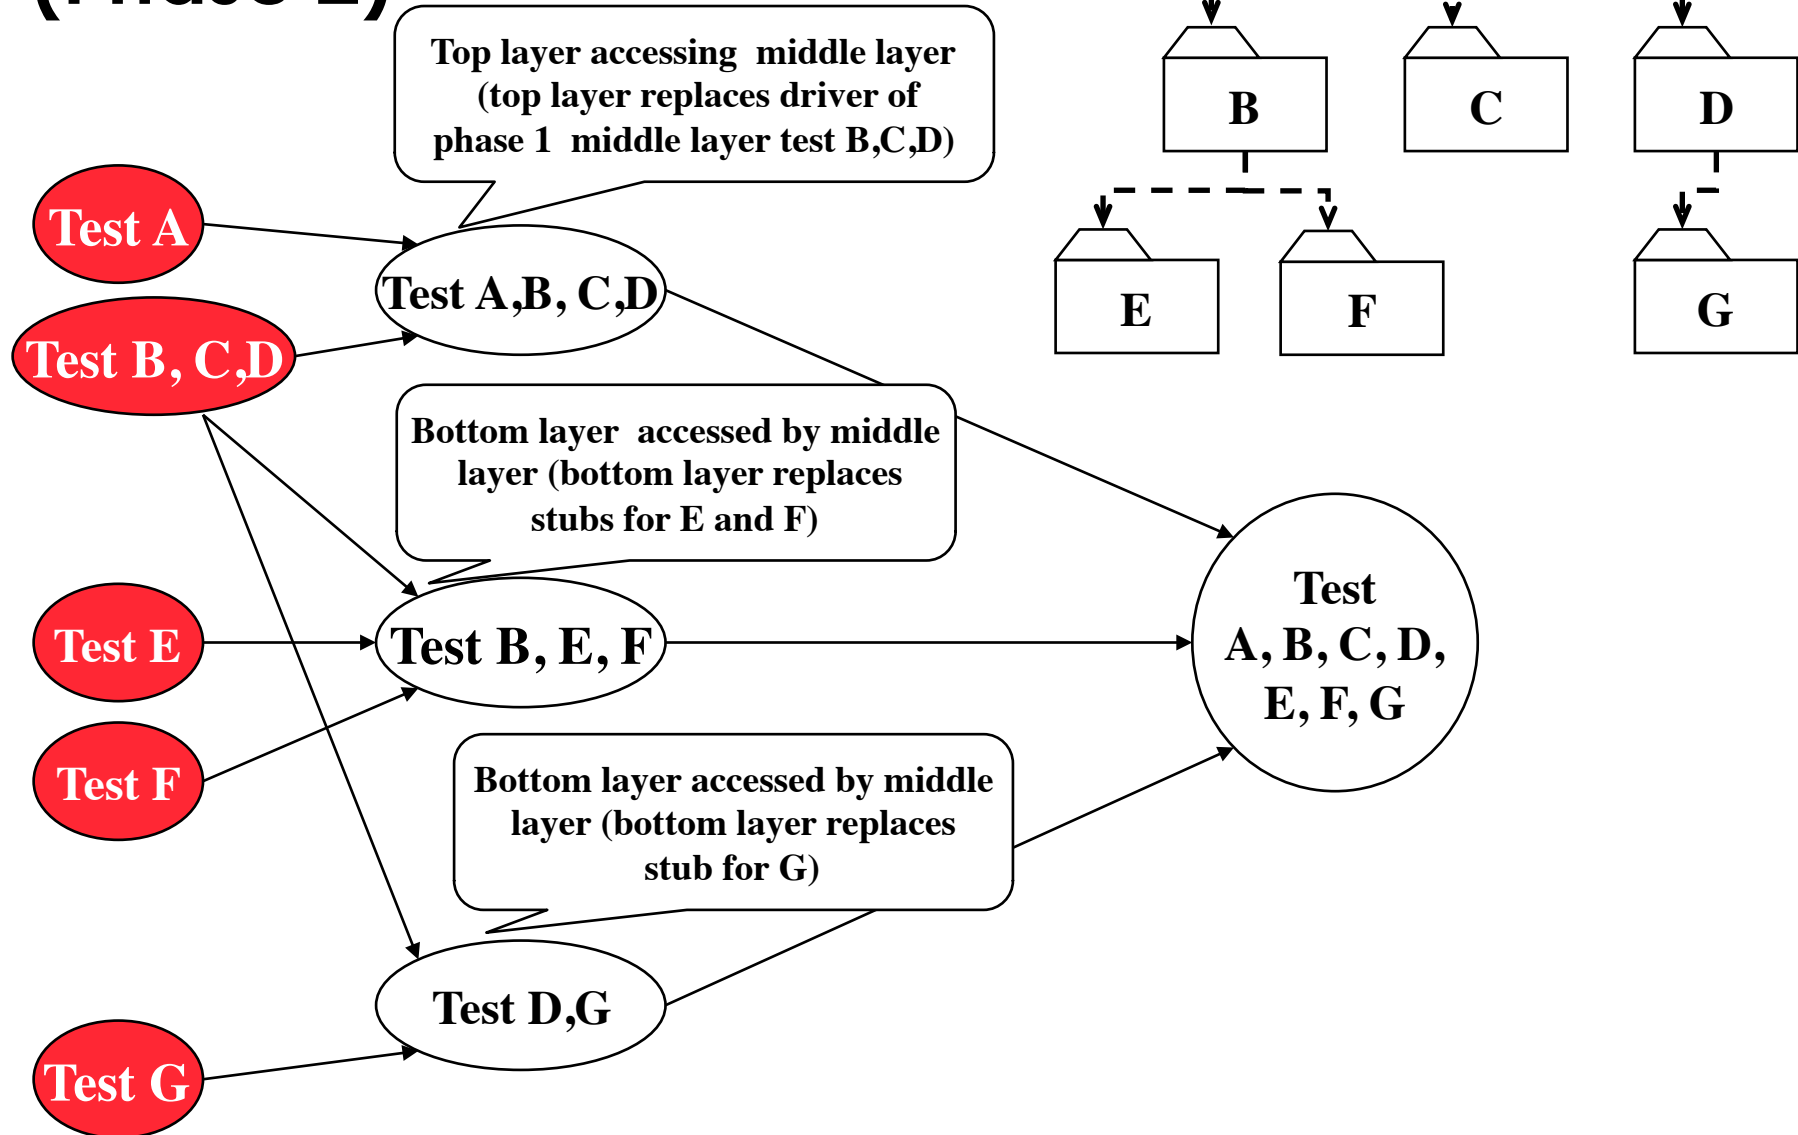 Top layer accessing middle layer
(top layer replaces driver of
phase 1 middle layer test B,C,D)
B
C
D
Test A
Test A,B, C,D
E
F
G
Test B, C,D
Bottom layer accessed by middle
layer (bottom layer replaces
stubs for E and F)
Test
A, B, C, D,
E, F, G
Test E
Test B, E, F
Test F
Bottom layer accessed by middle
layer (bottom layer replaces
stub for G)
Test D,G
Test G